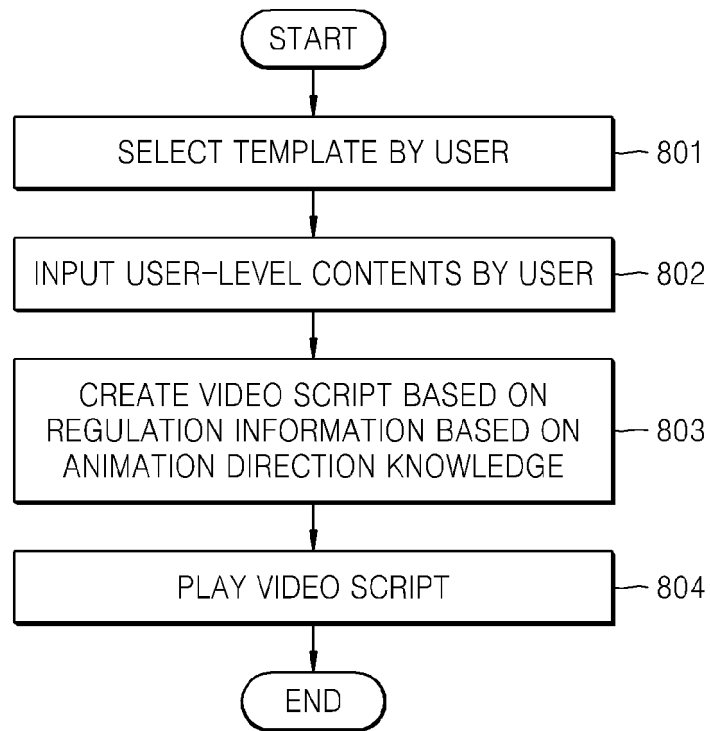 START
SELECT TEMPLATE BY USER
801
INPUT USER-LEVEL CONTENTS BY USER
802
CREATE VIDEO SCRIPT BASED ON
REGULATION INFORMATION BASED ON
ANIMATION DIRECTION KNOWLEDGE
803
PLAY VIDEO SCRIPT
804
END